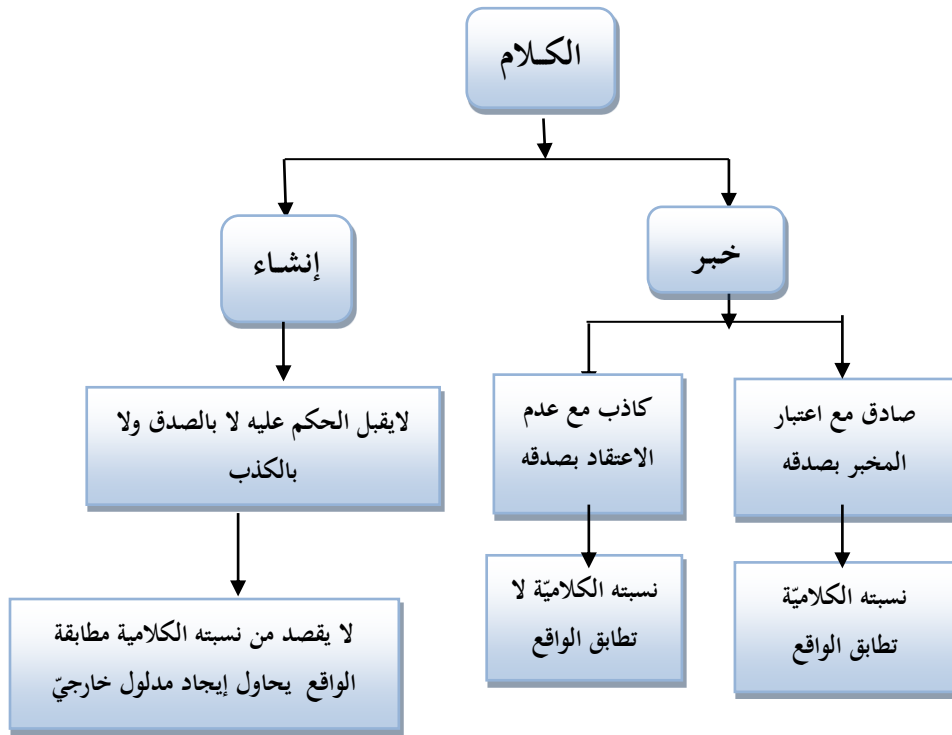 الكـلام
خبر
إنشـاء
صادق مع اعتبار
المخبر بصدقه
كاذب مع عدم
الاعتقاد بصدقه
لايقبل الحكم عليه لا بالصدق ولا
بالكذب
نسبته الكلاميّة
تطابق الواقع
نسبته الكلاميّة لا
تطابق الواقع
لا يقصد من نسبته الكلامية مطابقة
الواقع يحاول إيجاد مدلول خارجيّ